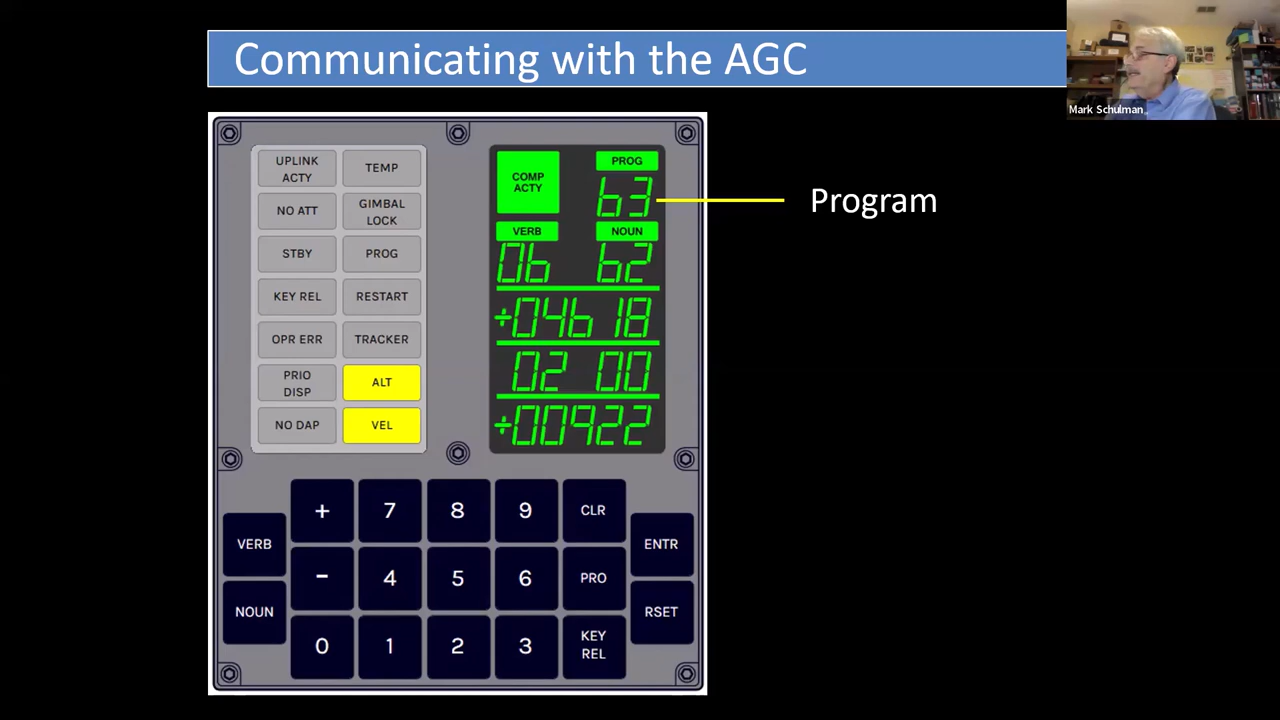 Communicating with the AGC
Mark Schulman
UPLINK
ACTY
TEMP
NO ATT
GIMBAL
LOCK
STBY
PROG
KEY REL
RESTART
OPR ERR
TRACKER
PRIO
DISP
ALT
NO DAP
VEL
COMP
ACTY
PROG
63
VERB
NOUN
06
62
+04618
02 00
+00922
Program
VERB
NOUN
+
7
8
9
CLR
-
4
5
6
PRO
0
1
2
3
KEY
REL
ENTR
RSET